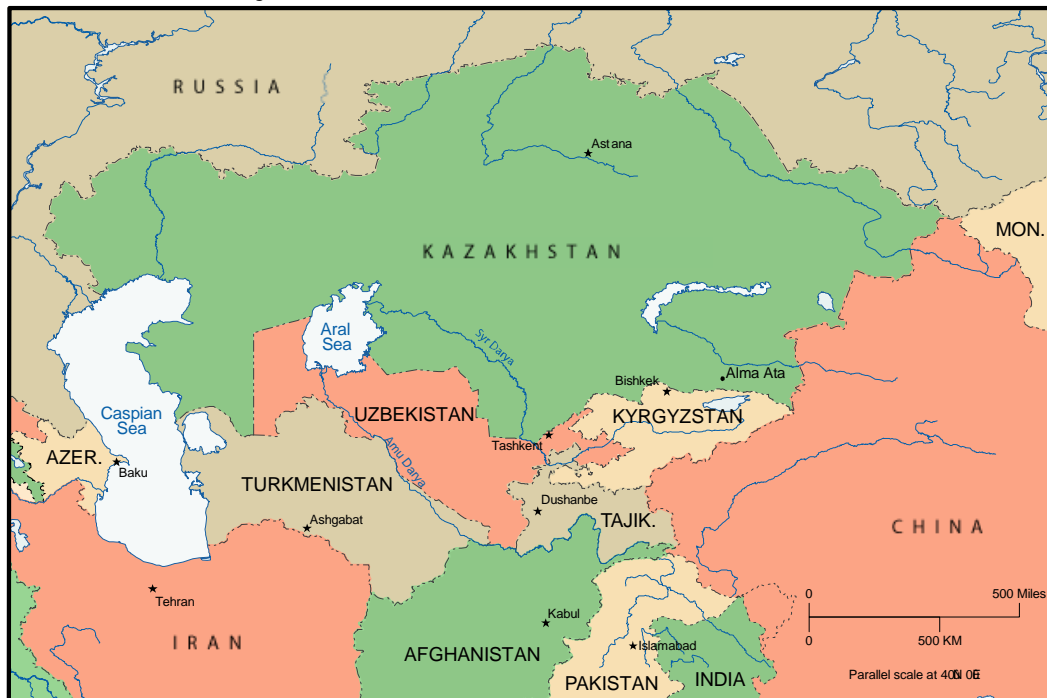 RUSSIA
Astana
MON.
KAZAKHSTAN
Aral
Sea
Syr Darya
Alma Ata
Bishkek
Caspian
Sea
UZBEKISTAN
KYRGYZSTAN
Tashkent
AZER.
Baku
Amu Darya
TURKMENISTAN
Dushanbe
TAJIK.
Ashgabat
CHINA
Tehran
0 500 Miles
Kabul
0 500 KM
IRAN
Islamabad
AFGHANISTAN
PAKISTAN
INDIA
Parallel scale at 40